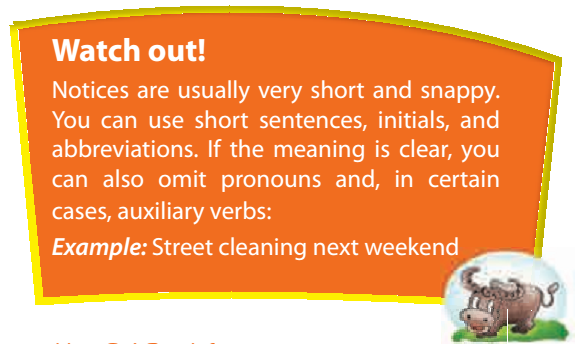 Watch out!
Notices are usually very short and snappy.
You can use short sentences, initials, and
abbreviations. If the meaning is clear, you
can also omit pronouns and, in certain
cases, auxiliary verbs:
Example: Street cleaning next weekend